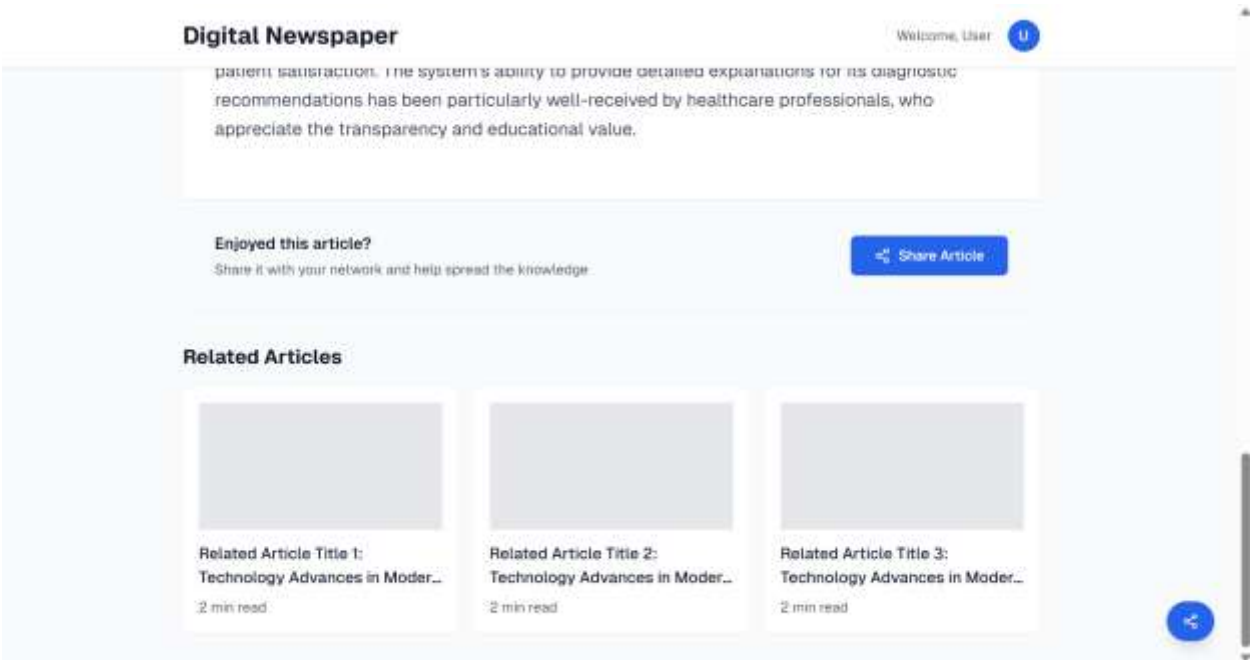 Digital Newspaper
Welcome, User
U
patient satisfaction. The system's ability to provide detailed explanations for its diagnostic
recommendations has been particularly well-received by healthcare professionals, who
appreciate the transparency and educational value.
Enjoyed this article?
Share it with your network and help spread the knowledge
Share Article
Related Articles
Related Article Title 1:
Technology Advances in Moder...
2 min read
Related Article Title 2:
Technology Advances in Moder...
2 min read
Related Article Title 3:
Technology Advances in Moder...
2 min read